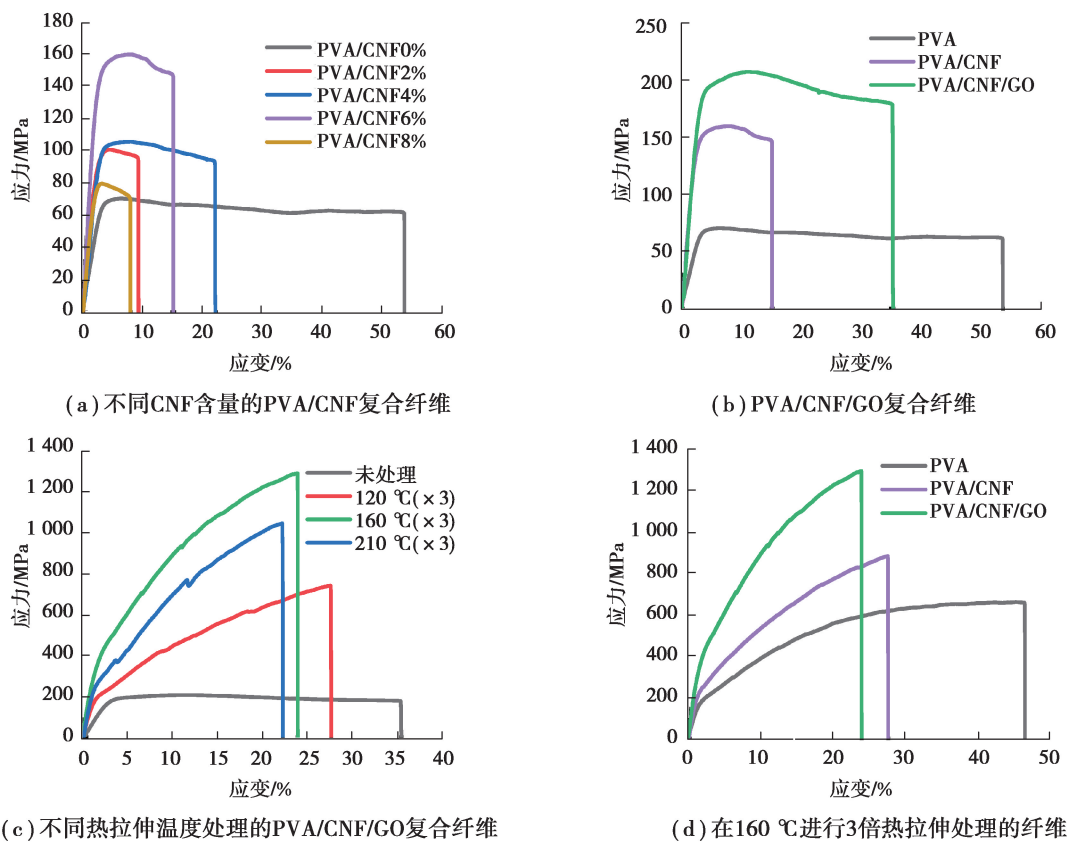 180
160
140
120
100
80
60
40
20
0
应力/MPa
PVA/CNF0%
PVA/CNF2%
PVA/CNF4%
PVA/CNF6%
PVA/CNF8%
0 10 20 30 40 50 60
应变/%
(a)不同CNF含量的PVA/CNF复合纤维
250
200
150
100
50
0
应力/MPa
PVA
PVA/CNF
PVA/CNF/GO
0 10 20 30 40 50 60
应变/%
(b)PVA/CNF/GO复合纤维
1 400
1 200
1 000
800
600
400
200
0
应力/MPa
未处理
120 ℃(×3)
160 ℃(×3)
210 ℃(×3)
0 5 10 15 20 25 30 35 40
应变/%
(c)不同热拉伸温度处理的PVA/CNF/GO复合纤维
1 400
1 200
1 000
800
600
400
200
0
应力/MPa
PVA
PVA/CNF
PVA/CNF/GO
0 10 20 30 40 50
应变/%
(d)在160 ℃进行3倍热拉伸处理的纤维